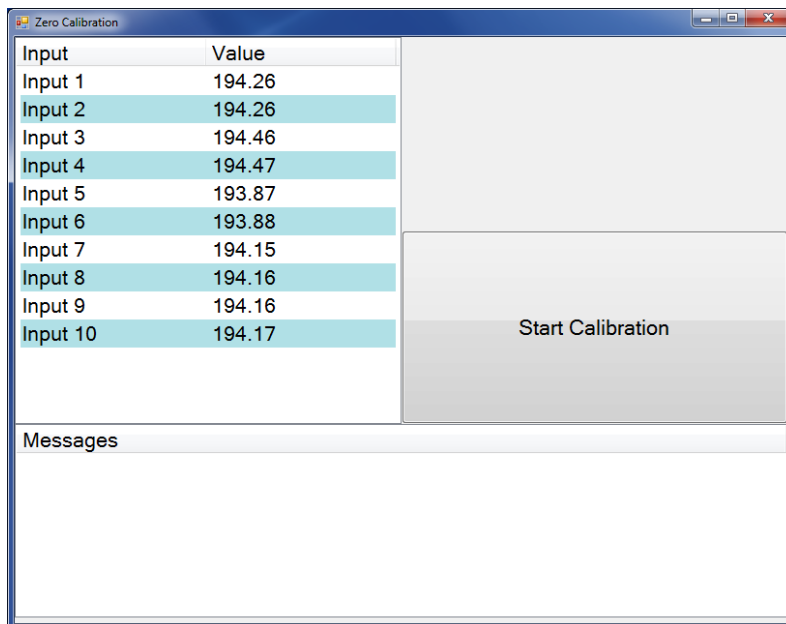 Zero Calibration
Input Value
Input 1 194.26
Input 2 194.26
Input 3 194.46
Input 4 194.47
Input 5 193.87
Input 6 193.88
Input 7 194.15
Input 8 194.16
Input 9 194.16
Input 10 194.17
Start Calibration
Messages